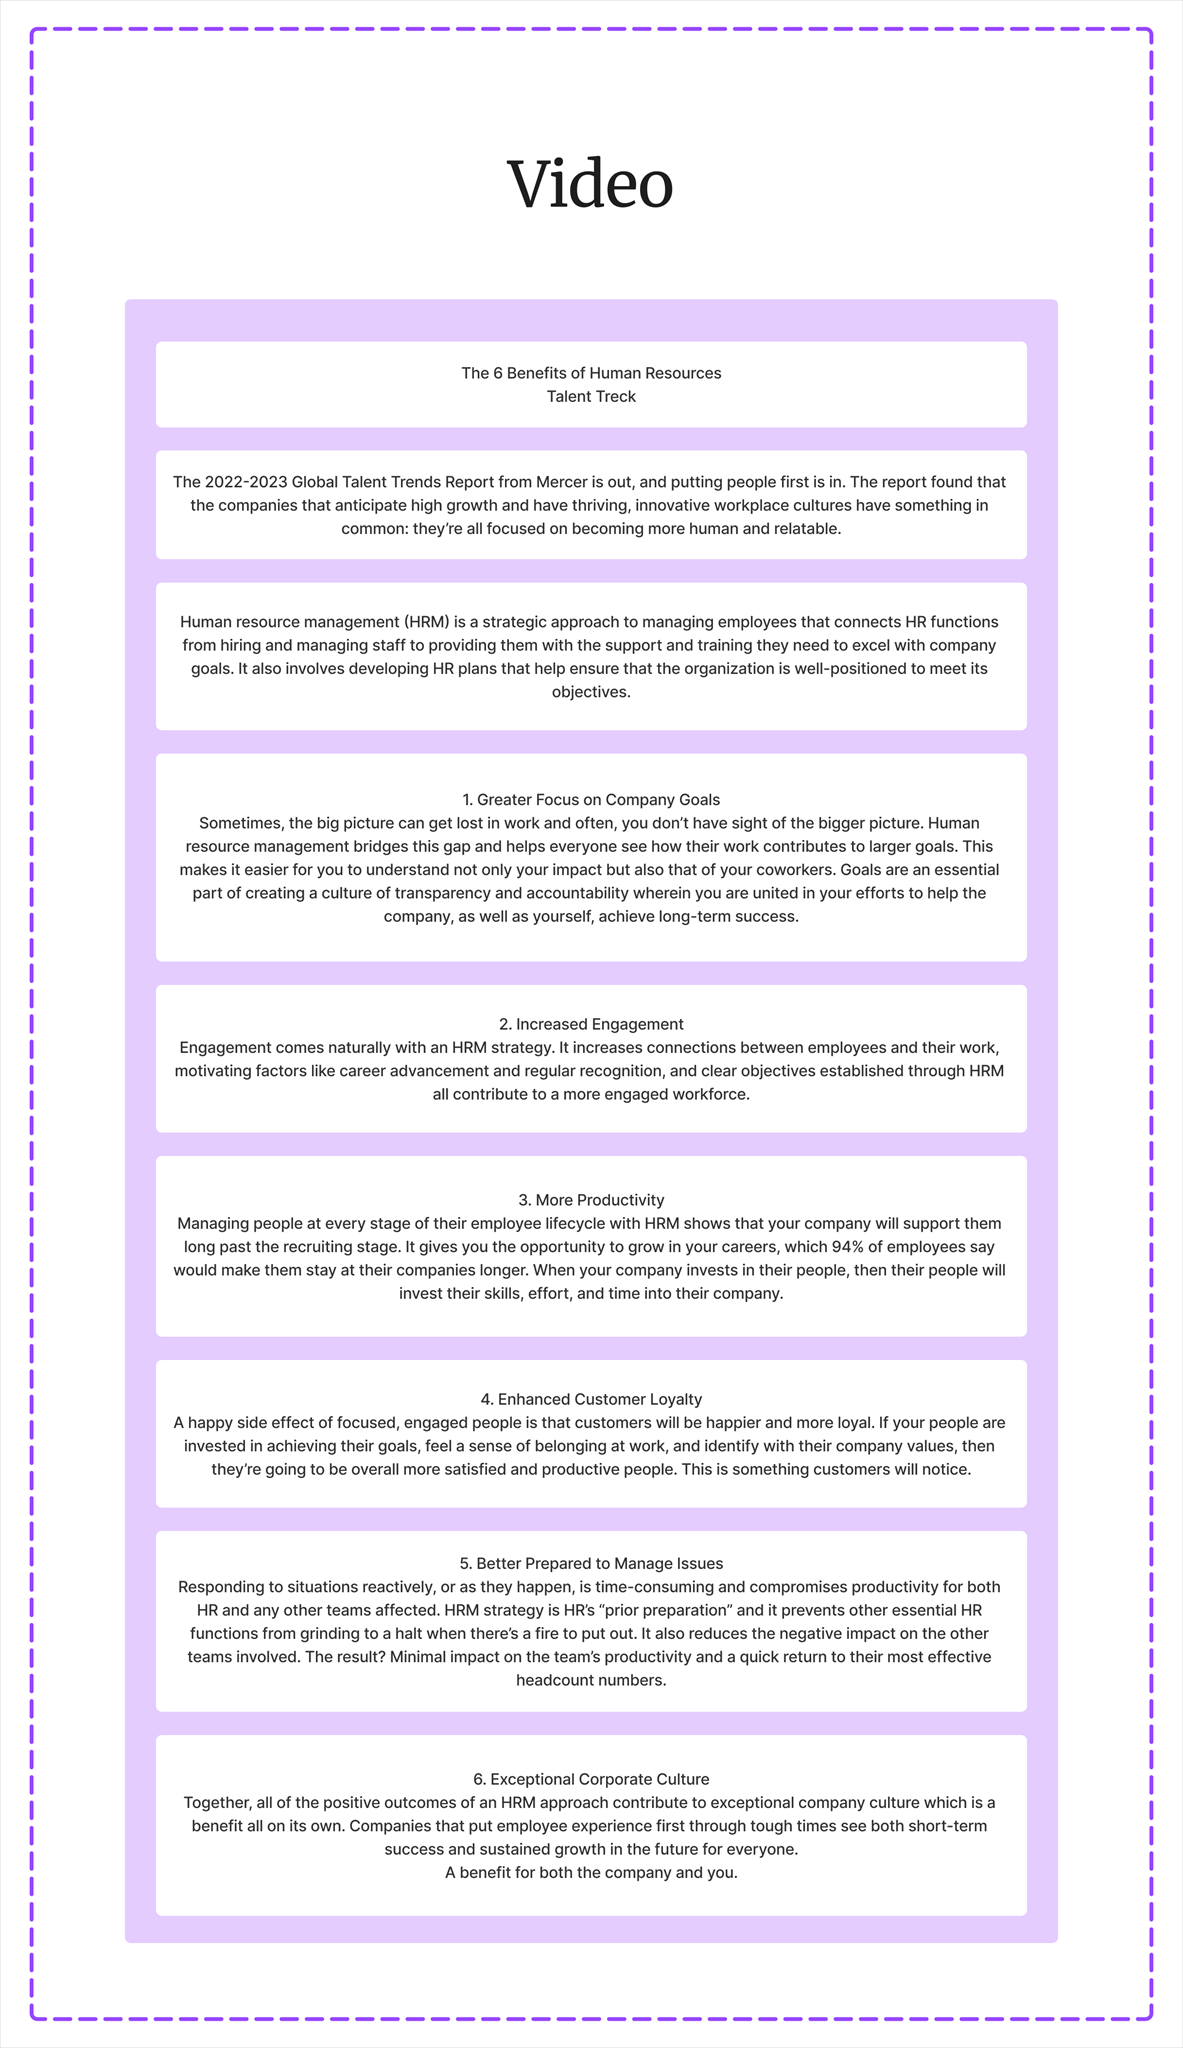 Video
The 6 Benefits of Human Resources
Talent Treck
The 2022-2023 Global Talent Trends Report from Mercer is out, and putting people first is in. The report found that
the companies that anticipate high growth and have thriving, innovative workplace cultures have something in
common: they’re all focused on becoming more human and relatable.
Human resource management (HRM) is a strategic approach to managing employees that connects HR functions
from hiring and managing staff to providing them with the support and training they need to excel with company
goals. It also involves developing HR plans that help ensure that the organization is well-positioned to meet its
objectives.
1. Greater Focus on Company Goals
Sometimes, the big picture can get lost in work and often, you don’t have sight of the bigger picture. Human
resource management bridges this gap and helps everyone see how their work contributes to larger goals. This
makes it easier for you to understand not only your impact but also that of your coworkers. Goals are an essential
part of creating a culture of transparency and accountability wherein you are united in your efforts to help the
company, as well as yourself, achieve long-term success.
2. Increased Engagement
Engagement comes naturally with an HRM strategy. It increases connections between employees and their work,
motivating factors like career advancement and regular recognition, and clear objectives established through HRM
all contribute to a more engaged workforce.
3. More Productivity
Managing people at every stage of their employee lifecycle with HRM shows that your company will support them
long past the recruiting stage. It gives you the opportunity to grow in your careers, which 94% of employees say
would make them stay at their companies longer. When your company invests in their people, then their people will
invest their skills, effort, and time into their company.
4. Enhanced Customer Loyalty
A happy side effect of focused, engaged people is that customers will be happier and more loyal. If your people are
invested in achieving their goals, feel a sense of belonging at work, and identify with their company values, then
they’re going to be overall more satisfied and productive people. This is something customers will notice.
5. Better Prepared to Manage Issues
Responding to situations reactively, or as they happen, is time-consuming and compromises productivity for both
HR and any other teams affected. HRM strategy is HR’s “prior preparation” and it prevents other essential HR
functions from grinding to a halt when there’s a fire to put out. It also reduces the negative impact on the other
teams involved. The result? Minimal impact on the team’s productivity and a quick return to their most effective
headcount numbers.
6. Exceptional Corporate Culture
Together, all of the positive outcomes of an HRM approach contribute to exceptional company culture which is a
benefit all on its own. Companies that put employee experience first through tough times see both short-term
success and sustained growth in the future for everyone.
A benefit for both the company and you.